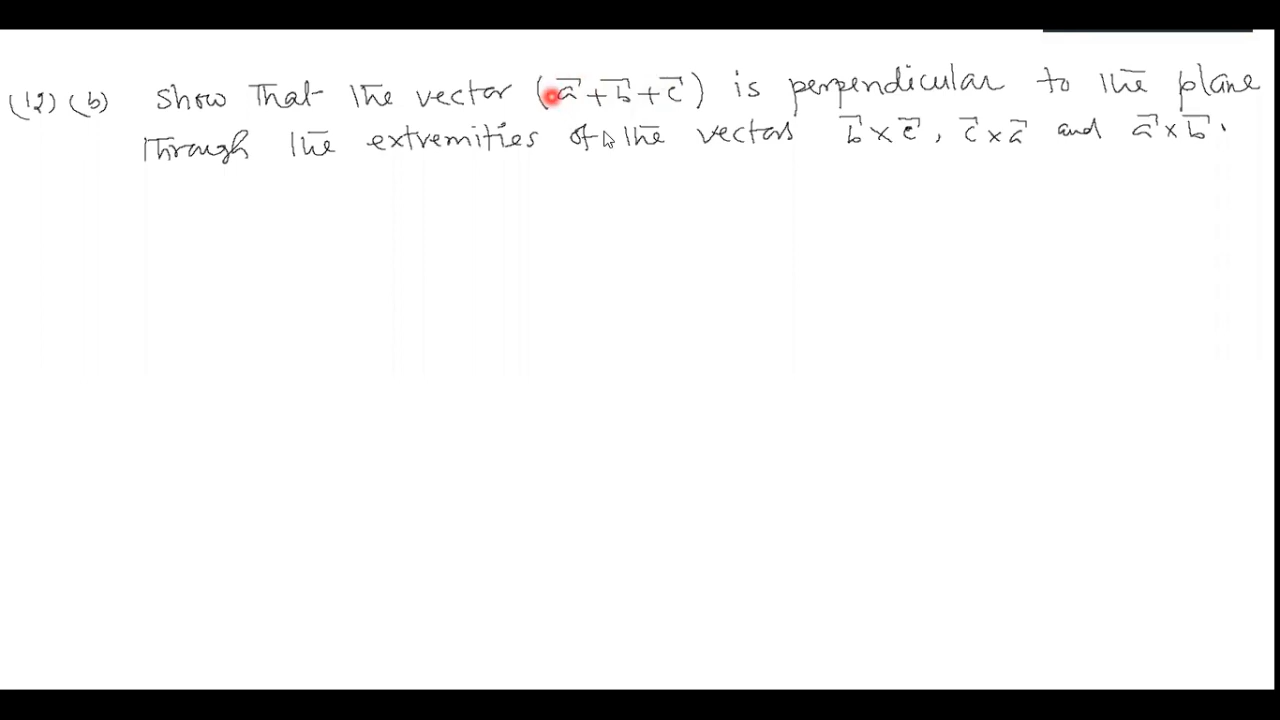 (12) (b) Show that the vector (a⃗ + b⃗ + c⃗) is perpendicular to the plane
through the extremities of the vectors b⃗ × c⃗, c⃗ × a⃗ and a⃗ × b⃗.